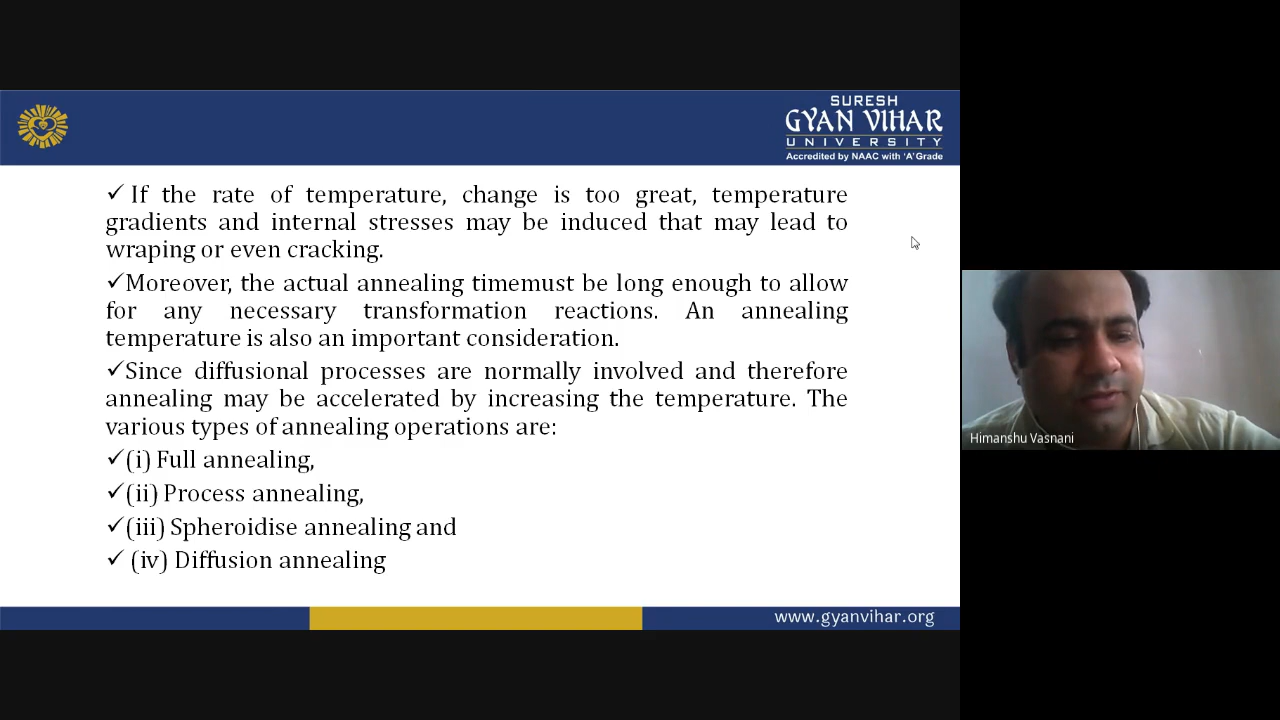 SURESH
GYAN VIHAR
UNIVERSITY
Accredited by NAAC with 'A' Grade
✓ If the rate of temperature, change is too great, temperature
gradients and internal stresses may be induced that may lead to
wraping or even cracking.
✓Moreover, the actual annealing timemust be long enough to allow
for any necessary transformation reactions. An annealing
temperature is also an important consideration.
✓Since diffusional processes are normally involved and therefore
annealing may be accelerated by increasing the temperature. The
various types of annealing operations are:
✓(i) Full annealing,
✓(ii) Process annealing,
✓(iii) Spheroidise annealing and
✓ (iv) Diffusion annealing
www.gyanvihar.org
Himanshu Vasnani